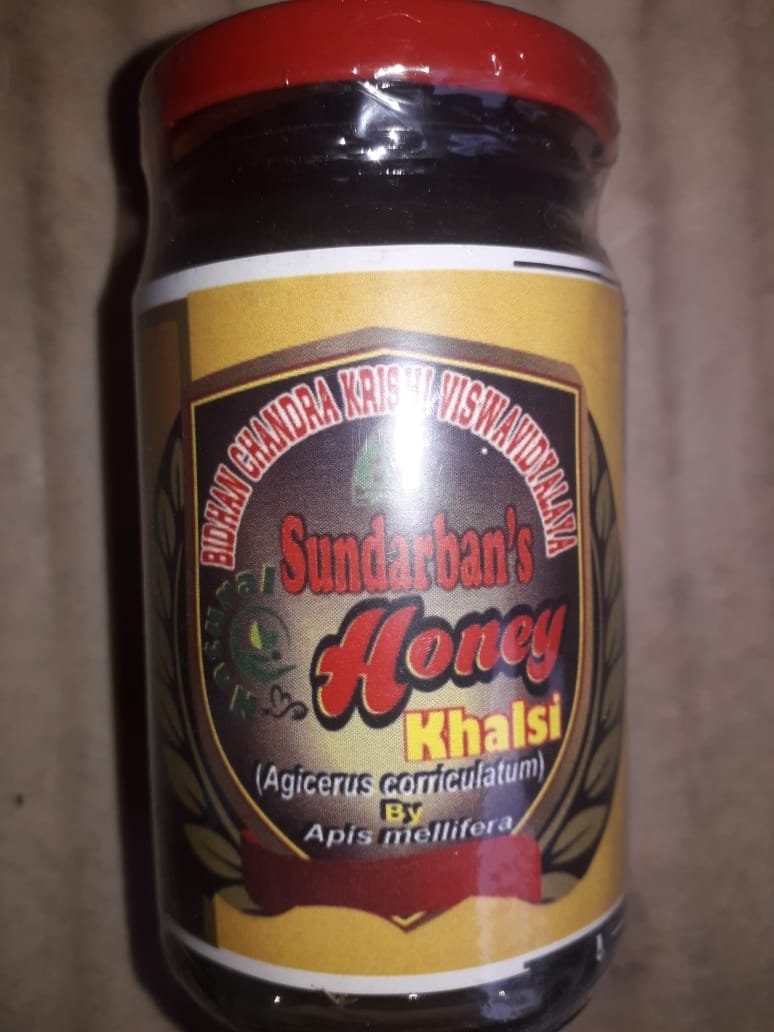 BIDHAN CHANDRA KRISHI VISWAVIDYALAYA
Sundarban's
Natural
Honey
Khalsi
(Agicerus corriculatum)
By
Apis mellifera